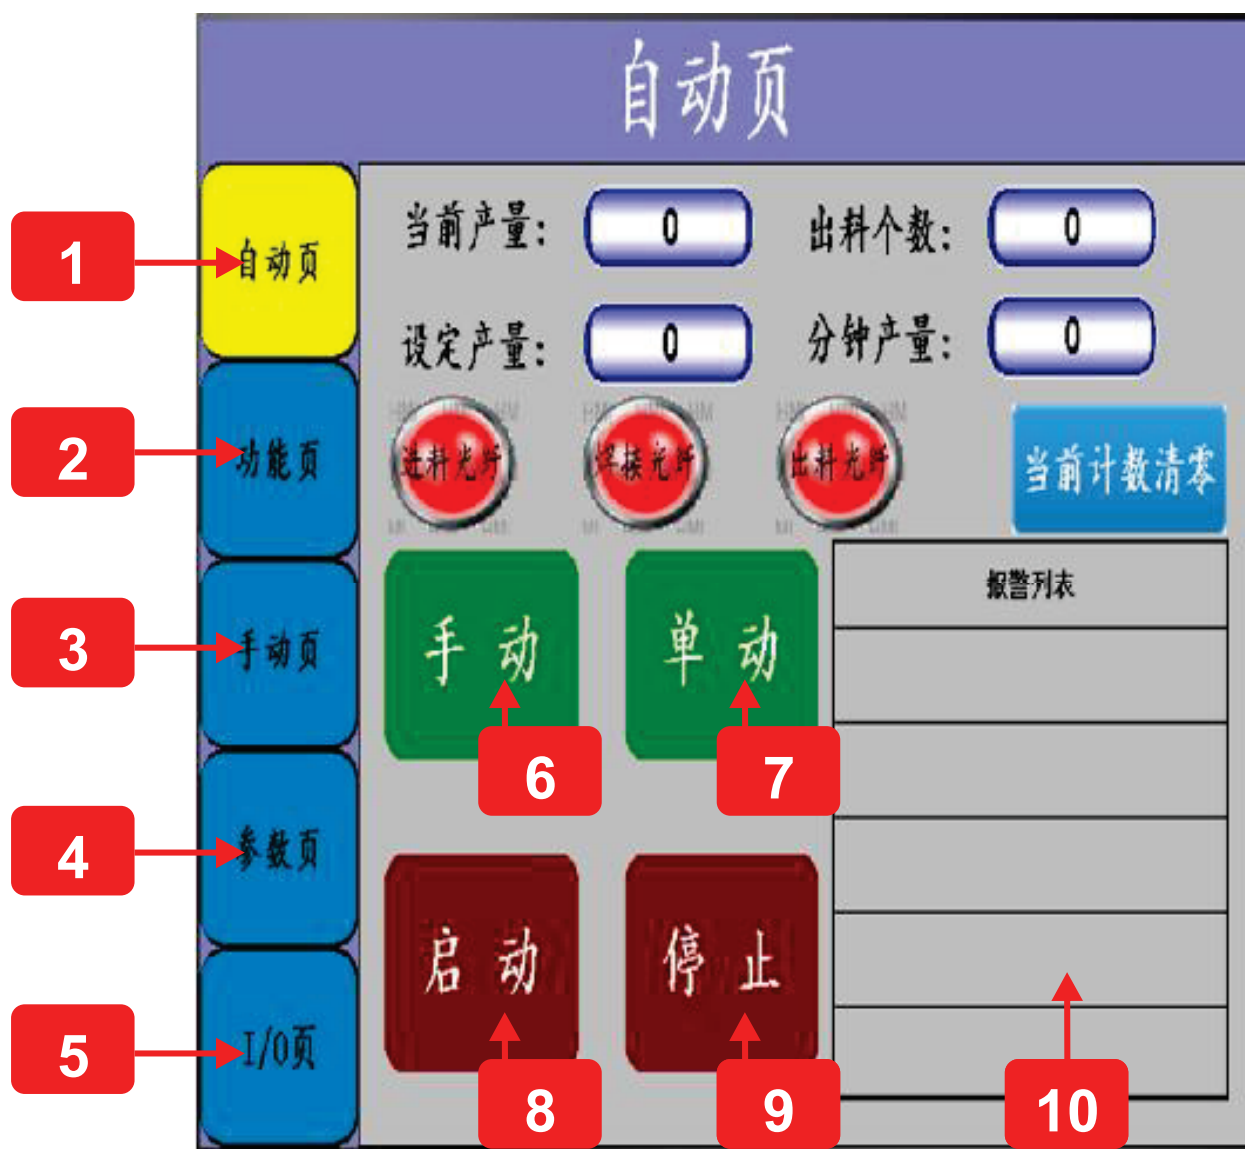 自动页
1
自动页
当前产量: 0
出料个数: 0
设定产量: 0
分钟产量: 0
2
功能页
进料光纤
焊接光纤
出料光纤
当前计数清零
3
手动页
手 动
单 动
报警列表
6
7
4
参数页
启 动
停 止
5
I/O页
8
9
10